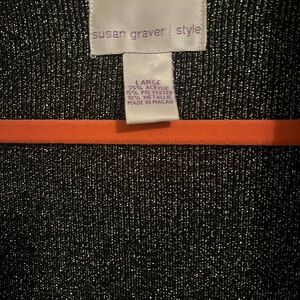 susan graver | style
LARGE
75% ACRYLIC
15% POLYESTER
10% METALLIC
MADE IN MACAU